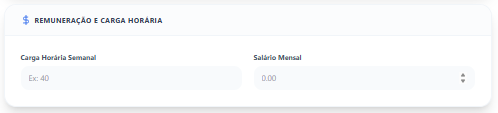 REMUNERAÇÃO E CARGA HORÁRIA
Carga Horária Semanal
Salário Mensal
Ex: 40
0.00